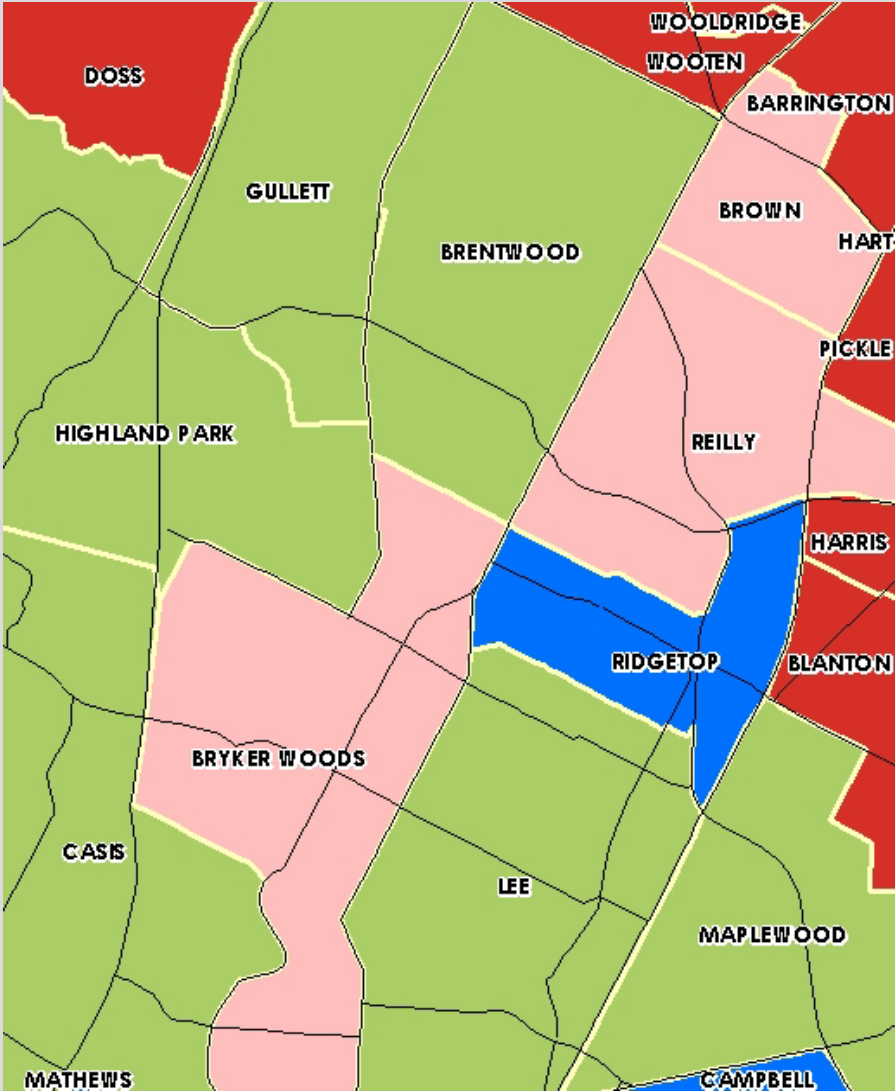 WOOLDRIDGE
WOOTEN
DOSS
BARRINGTON
GULLETT
BROWN
HART
BRENTWOOD
PICKLE
HIGHLAND PARK
REILLY
HARRIS
RIDGETOP
BLANTON
BRYKER WOODS
CASIS
LEE
MAPLEWOOD
MATHEWS
CAMPBELL